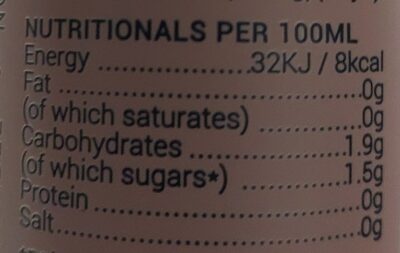 NUTRITIONALS PER 100ML
Energy ........................32KJ / 8kcal
Fat ..................................................0g
(of which saturates) ................0g
Carbohydrates ........................1.9g
(of which sugars*) ..................1.5g
Protein .........................................0g
Salt...............................................0g